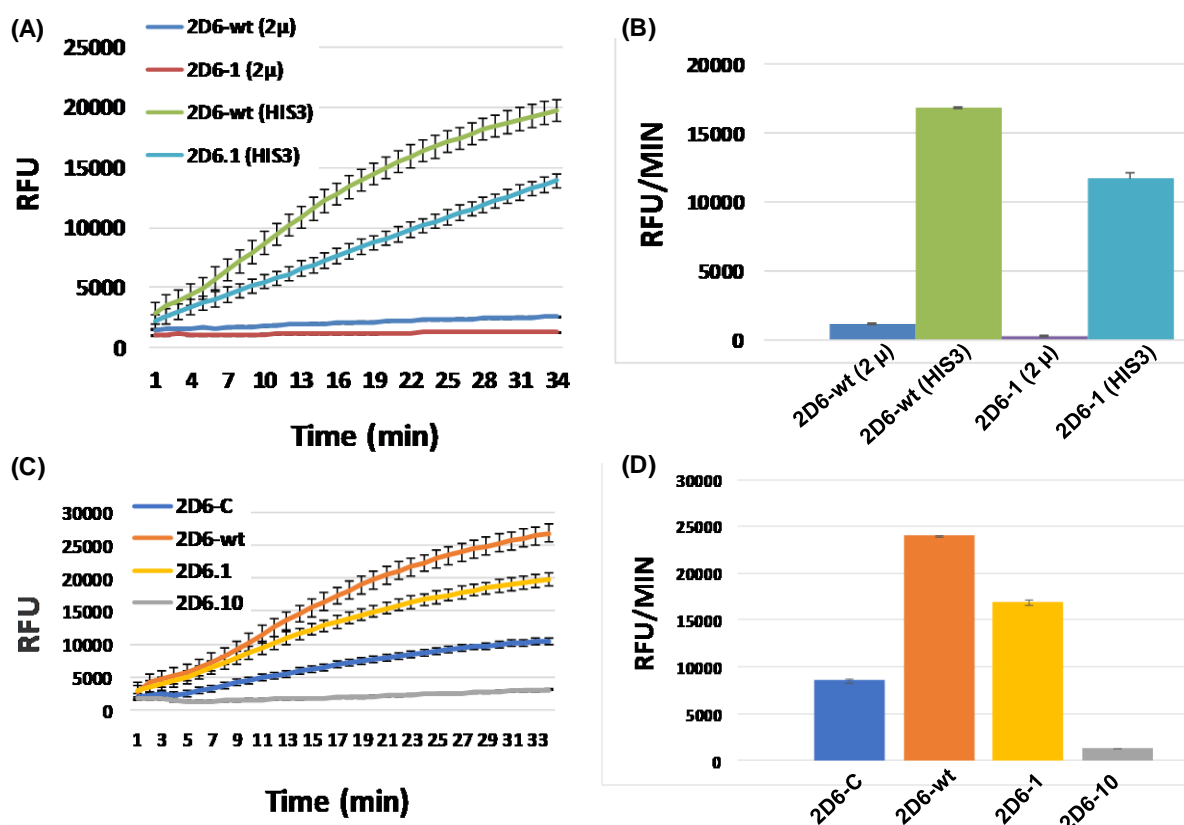 (A)
2D6-wt (2µ)
2D6-1 (2µ)
2D6-wt (HIS3)
2D6.1 (HIS3)
25000
20000
15000
10000
5000
0
RFU
1 4 7 10 13 16 19 22 25 28 31 34
Time (min)
(B)
20000
15000
10000
5000
0
RFU/MIN
2D6-wt (2 µ)
2D6-wt (HIS3)
2D6-1 (2 µ)
2D6-1 (HIS3)
(C)
2D6-C
2D6-wt
2D6.1
2D6.10
30000
25000
20000
15000
10000
5000
0
RFU
1 3 5 7 9 11 13 15 17 19 21 23 25 27 29 31 33
Time (min)
(D)
30000
25000
20000
15000
10000
5000
0
RFU/MIN
2D6-C
2D6-wt
2D6-1
2D6-10